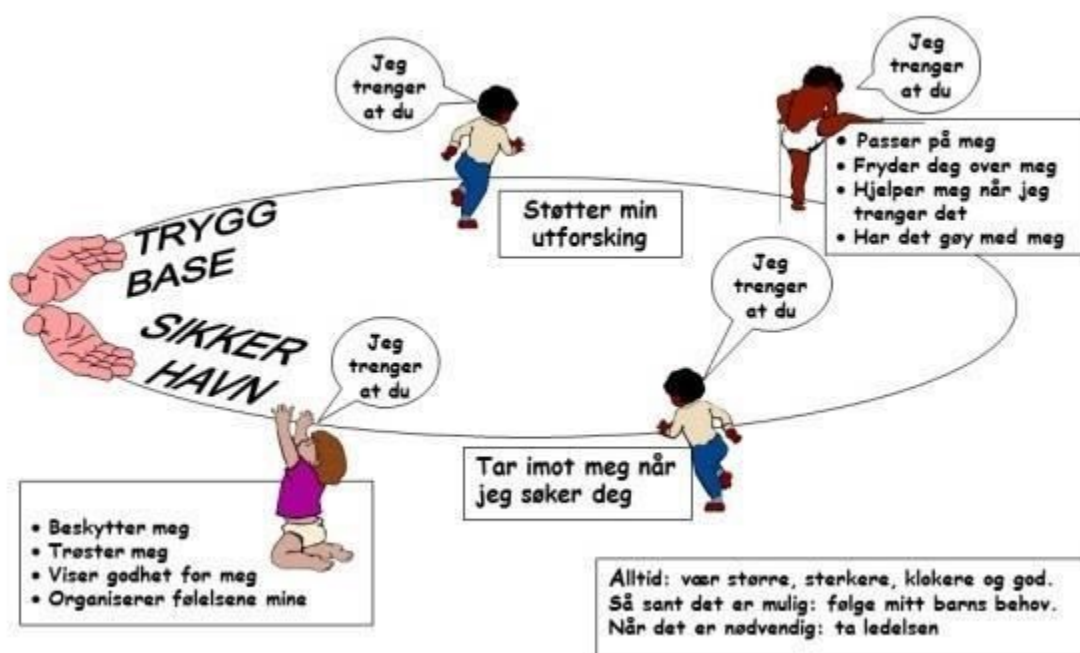 Jeg
trenger
at du
Jeg
trenger
at du
• Passer på meg
• Fryder deg over meg
• Hjelper meg når jeg
trenger det
• Har det gøy med meg
Støtter min
utforsking
TRYGG
BASE
SIKKER
HAVN
Jeg
trenger
at du
Jeg
trenger
at du
Tar imot meg når
jeg søker deg
• Beskytter meg
• Trøster meg
• Viser godhet for meg
• Organiserer følelsene mine
Alltid: vær større, sterkere, klokere og god.
Så sant det er mulig: følge mitt barns behov.
Når det er nødvendig: ta ledelsen